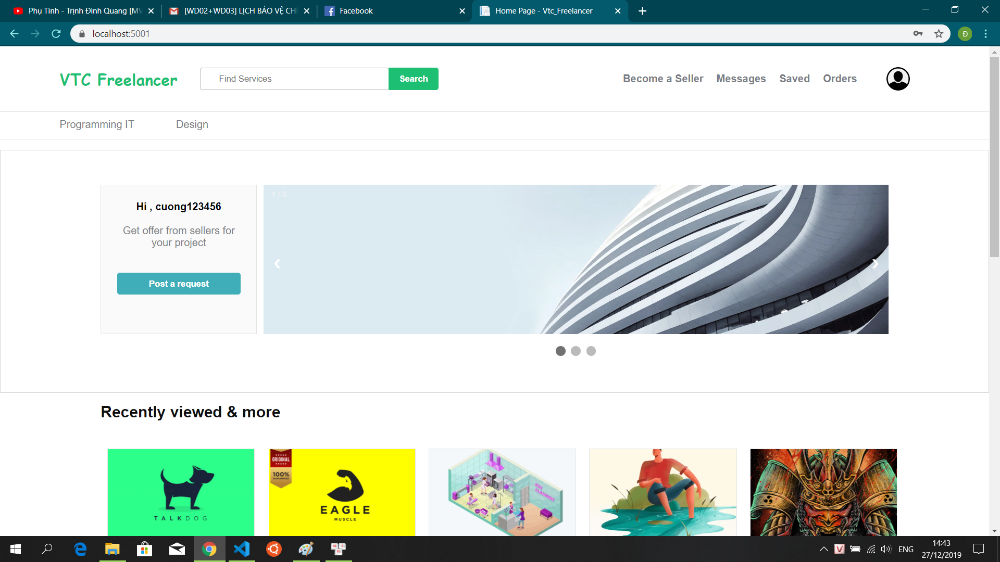 Phụ Tình - Trịnh Đình Quang [MV
[WD02+WD03] LỊCH BẢO VỆ CHÍ
Facebook
Home Page - Vtc_Freelancer
localhost:5001
Đ
VTC Freelancer
Find Services
Search
Become a Seller
Messages
Saved
Orders
Programming IT
Design
Hi , cuong123456
Get offer from sellers for
your project
Post a request
1 / 3
Recently viewed & more
TALKDOG
ORIGINAL
100%
EAGLE
MUSCLE
ENG
14:43
27/12/2019